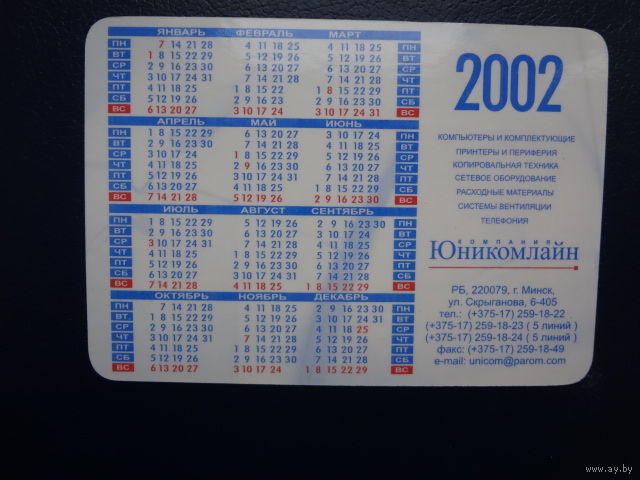 ЯНВАРЬ ФЕВРАЛЬ МАРТ
ПН 7 14 21 28 4 11 18 25 4 11 18 25 ПН
ВТ 1 8 15 22 29 5 12 19 26 5 12 19 26 ВТ
СР 2 9 16 23 30 6 13 20 27 6 13 20 27 СР
ЧТ 3 10 17 24 31 7 14 21 28 7 14 21 28 ЧТ
ПТ 4 11 18 25 1 8 15 22 1 8 15 22 29 ПТ
СБ 5 12 19 26 2 9 16 23 2 9 16 23 30 СБ
ВС 6 13 20 27 3 10 17 24 3 10 17 24 31 ВС
АПРЕЛЬ МАЙ ИЮНЬ
ПН 1 8 15 22 29 6 13 20 27 3 10 17 24 ПН
ВТ 2 9 16 23 30 7 14 21 28 4 11 18 25 ВТ
СР 3 10 17 24 1 8 15 22 29 5 12 19 26 СР
ЧТ 4 11 18 25 2 9 16 23 30 6 13 20 27 ЧТ
ПТ 5 12 19 26 3 10 17 24 31 7 14 21 28 ПТ
СБ 6 13 20 27 4 11 18 25 1 8 15 22 29 СБ
ВС 7 14 21 28 5 12 19 26 2 9 16 23 30 ВС
ИЮЛЬ АВГУСТ СЕНТЯБРЬ
ПН 1 8 15 22 29 5 12 19 26 2 9 16 23 30 ПН
ВТ 2 9 16 23 30 6 13 20 27 3 10 17 24 ВТ
СР 3 10 17 24 31 7 14 21 28 4 11 18 25 СР
ЧТ 4 11 18 25 1 8 15 22 29 5 12 19 26 ЧТ
ПТ 5 12 19 26 2 9 16 23 30 6 13 20 27 ПТ
СБ 6 13 20 27 3 10 17 24 31 7 14 21 28 СБ
ВС 7 14 21 28 4 11 18 25 1 8 15 22 29 ВС
ОКТЯБРЬ НОЯБРЬ ДЕКАБРЬ
ПН 7 14 21 28 4 11 18 25 2 9 16 23 30 ПН
ВТ. 1 8 15 22 29 5 12 19 26 3 10 17 24 31 ВТ.
СР 2 9 16 23 30 6 13 20 27 4 11 18 25 СР
ЧТ 3 10 17 24 31 7 14 21 28 5 12 19 26 ЧТ
ПТ 4 11 18 25 1 8 15 22 29 6 13 20 27 ПТ
СБ 5 12 19 26 2 9 16 23 30 7 14 21 28 СБ
ВС 6 13 20 27 3 10 17 24 1 8 15 22 29 ВС
2002
КОМПЬЮТЕРЫ И КОМПЛЕКТУЮЩИЕ
ПРИНТЕРЫ И ПЕРИФЕРИЯ
КОПИРОВАЛЬНАЯ ТЕХНИКА
СЕТЕВОЕ ОБОРУДОВАНИЕ
РАСХОДНЫЕ МАТЕРИАЛЫ
СИСТЕМЫ ВЕНТИЛЯЦИИ
ТЕЛЕФОНИЯ
КОМПАНИЯ
Юникомлайн
РБ, 220079, г. Минск,
ул. Скрыганова, 6-405
тел.: (+375-17) 259-18-22
(+375-17) 259-18-23 ( 5 линий )
(+375-17) 259-18-24 ( 5 линий )
факс: (+375-17) 259-18-49
e-mail: unicom@parom.com
www.ay.by